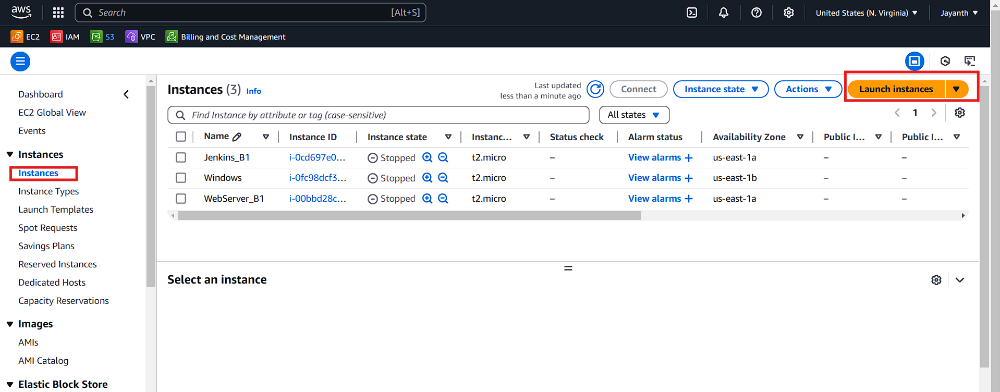 aws
Search [Alt+S]
United States (N. Virginia)
Jayanth
EC2
IAM
S3
VPC
Billing and Cost Management
Dashboard
EC2 Global View
Events
Instances
Instances
Instance Types
Launch Templates
Spot Requests
Savings Plans
Reserved Instances
Dedicated Hosts
Capacity Reservations
Images
AMIs
AMI Catalog
Elastic Block Store
Instances (3) Info
Last updated
less than a minute ago
Connect
Instance state
Actions
Launch instances
Find Instance by attribute or tag (case-sensitive)
All states
1
Name Instance ID Instance state Instanc... Status check Alarm status Availability Zone Public I... Public I...
Jenkins_B1 i-0cd697e0... Stopped t2.micro – View alarms + us-east-1a – –
Windows i-0fc98dcf3... Stopped t2.micro – View alarms + us-east-1b – –
WebServer_B1 i-00bbd28c... Stopped t2.micro – View alarms + us-east-1a – –
Select an instance